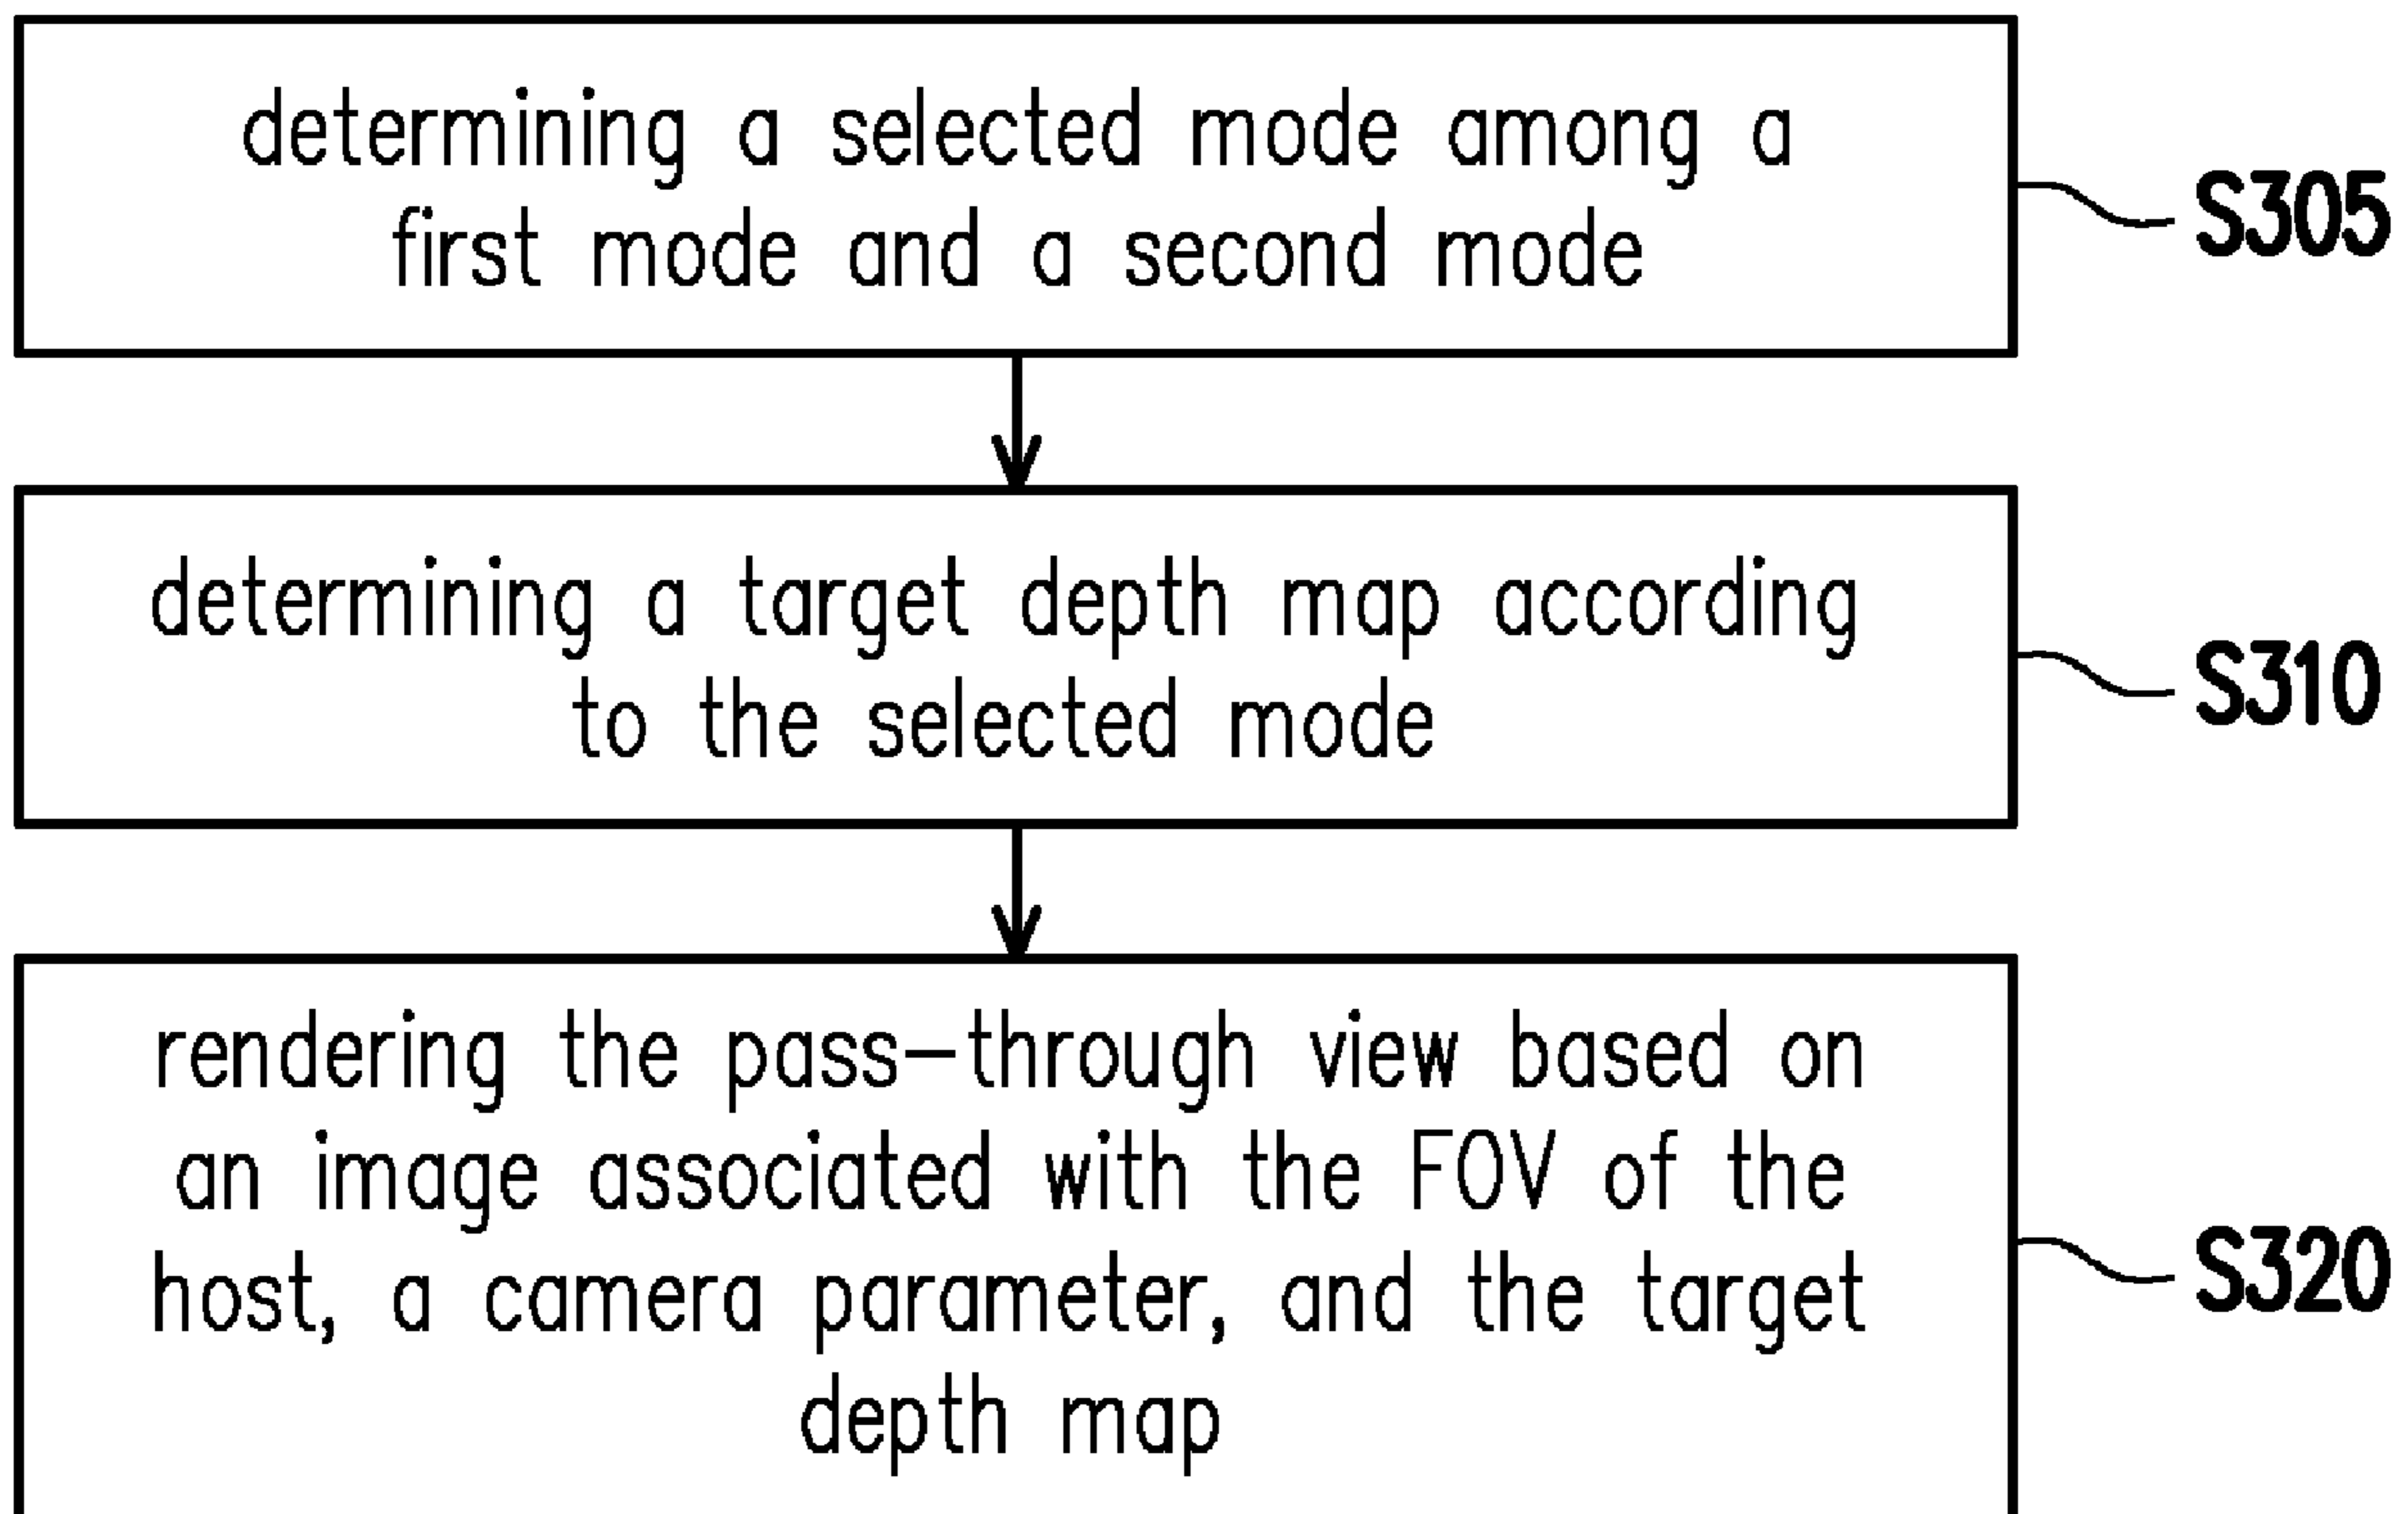 determining a selected mode among a
first mode and a second mode
S305
determining a target depth map according
to the selected mode
S310
rendering the pass-through view based on
an image associated with the FOV of the
host, a camera parameter, and the target
depth map
S320